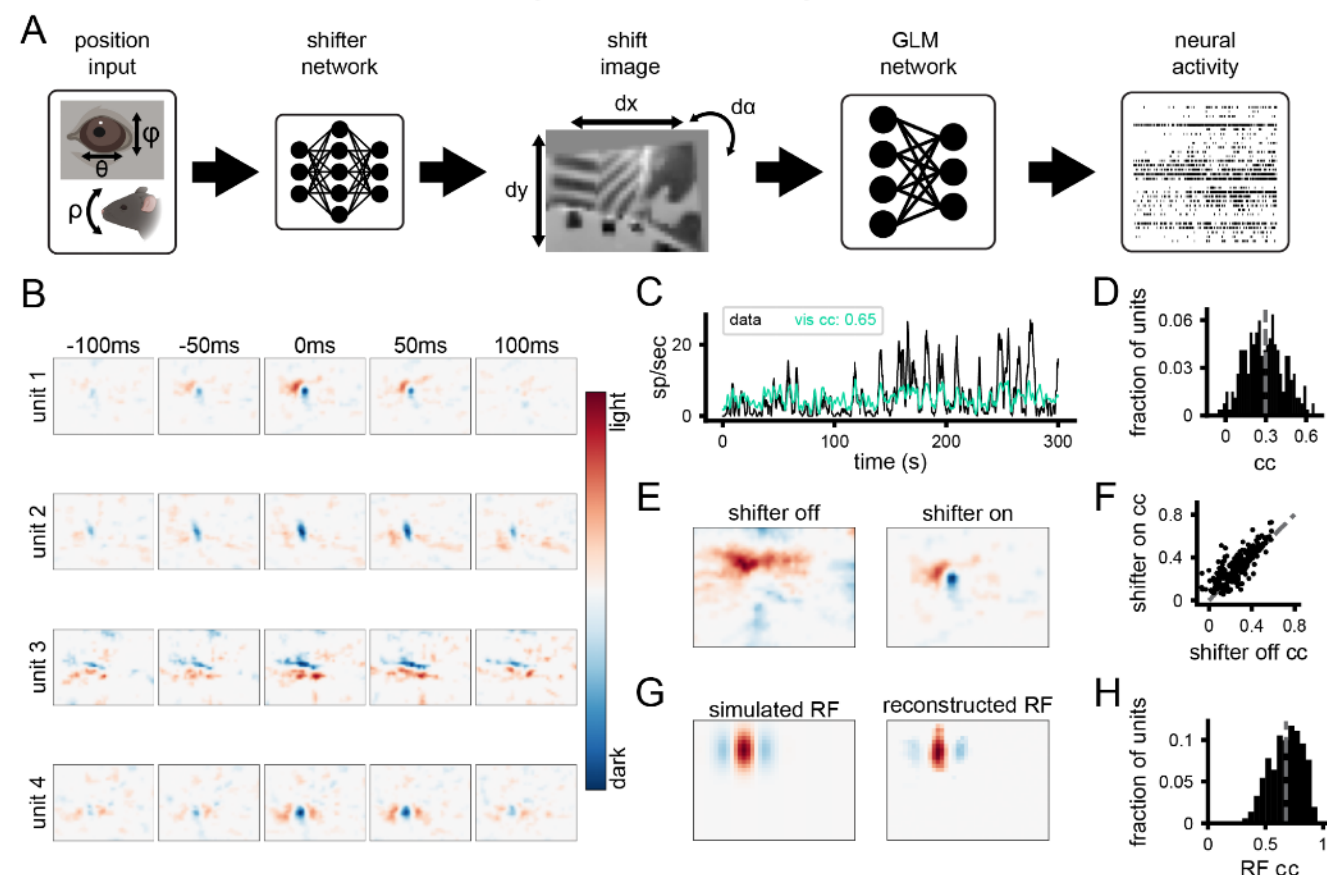 A
position
input
shifter
network
shift
image
GLM
network
neural
activity
φ
θ
ρ
dx
dα
dy
B
-100ms
-50ms
0ms
50ms
100ms
unit 1
unit 2
unit 3
unit 4
light
dark
C
data
vis cc: 0.65
sp/sec
20
0
0
100
200
300
time (s)
D
fraction of units
0.06
0.03
0
0
0.3
0.6
cc
E
shifter off
shifter on
F
shifter on cc
0.8
0.4
0
0
0.4
0.8
shifter off cc
G
simulated RF
reconstructed RF
H
fraction of units
0.1
0.05
0
0
0.5
1
RF cc